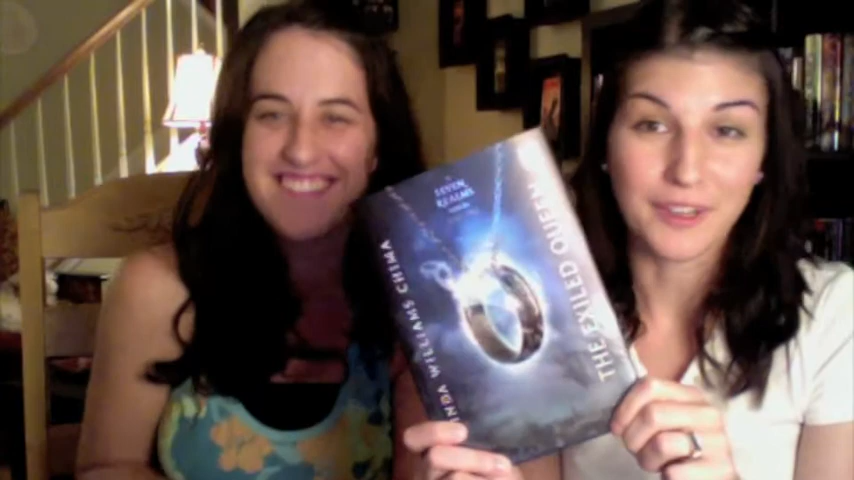 SEVEN
REALMS
THE EXILED QUEEN
NDA WILLIAMS CHIMA